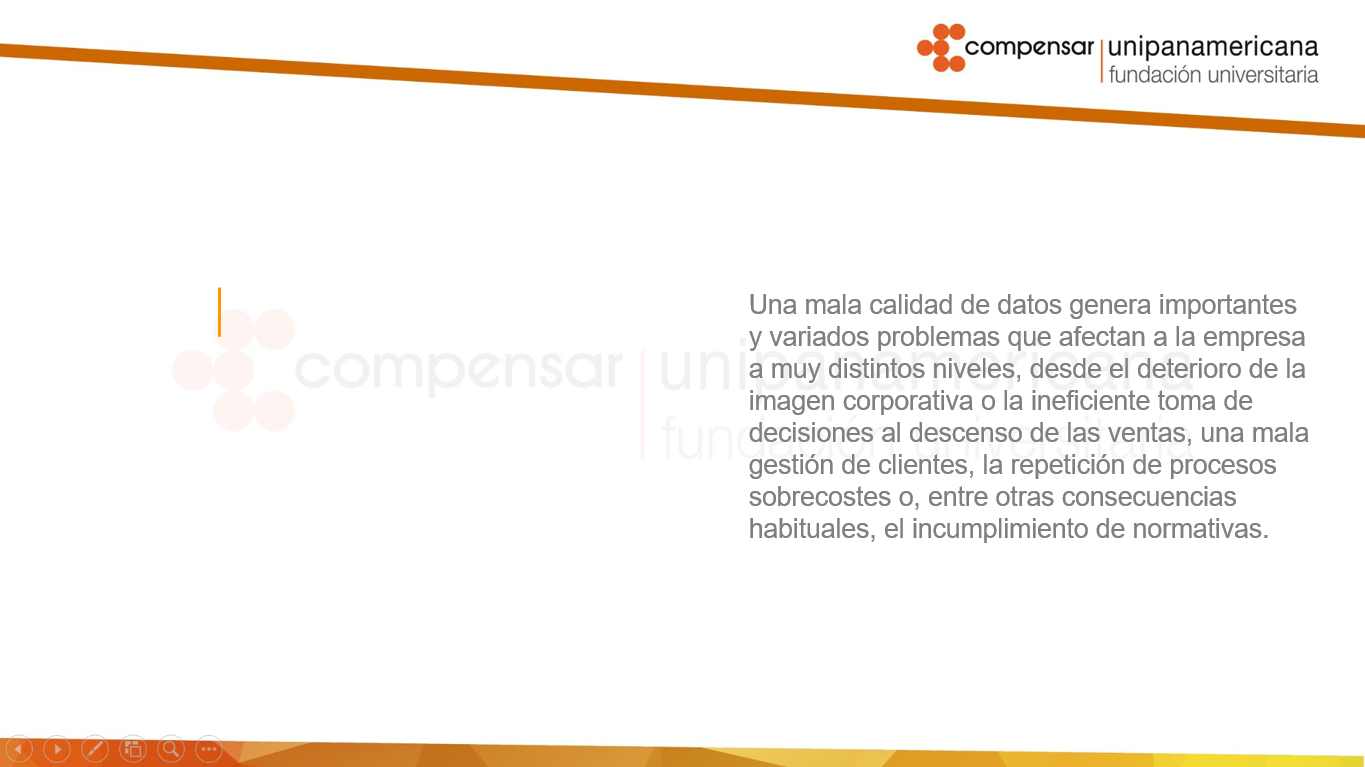 compensar unipanamericana
fundación universitaria
Una mala calidad de datos genera importantes
y variados problemas que afectan a la empresa
a muy distintos niveles, desde el deterioro de la
imagen corporativa o la ineficiente toma de
decisiones al descenso de las ventas, una mala
gestión de clientes, la repetición de procesos
sobrecostes o, entre otras consecuencias
habituales, el incumplimiento de normativas.
compensar unipanamericana
fundación universitaria